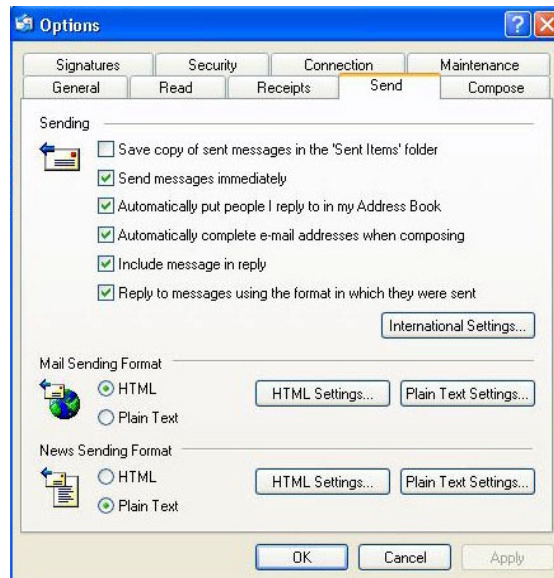 Options
Signatures Security Connection Maintenance
General Read Receipts Send Compose
Sending
Save copy of sent messages in the 'Sent Items' folder
Send messages immediately
Automatically put people I reply to in my Address Book
Automatically complete e-mail addresses when composing
Include message in reply
Reply to messages using the format in which they were sent
International Settings...
Mail Sending Format
HTML HTML Settings... Plain Text Settings...
Plain Text
News Sending Format
HTML HTML Settings... Plain Text Settings...
Plain Text
OK Cancel Apply